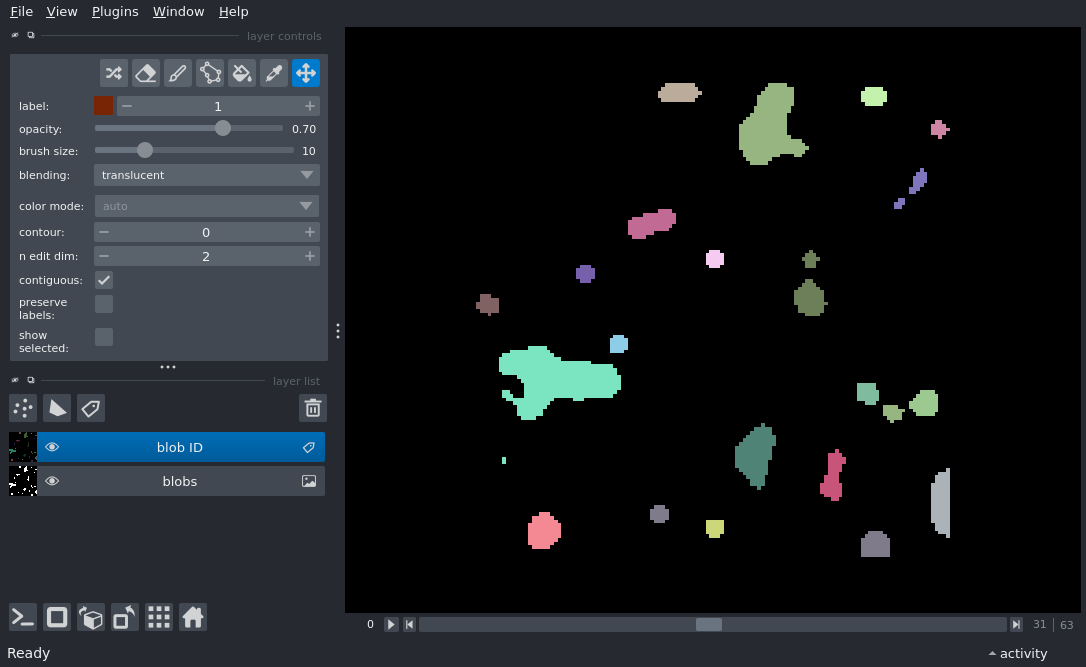 File View Plugins Window Help
layer controls
label: 1
opacity: 0.70
brush size: 10
blending: translucent
color mode: auto
contour: 0
n edit dim: 2
contiguous:
preserve
labels:
show
selected:
layer list
blob ID
blobs
0 31 63
Ready activity